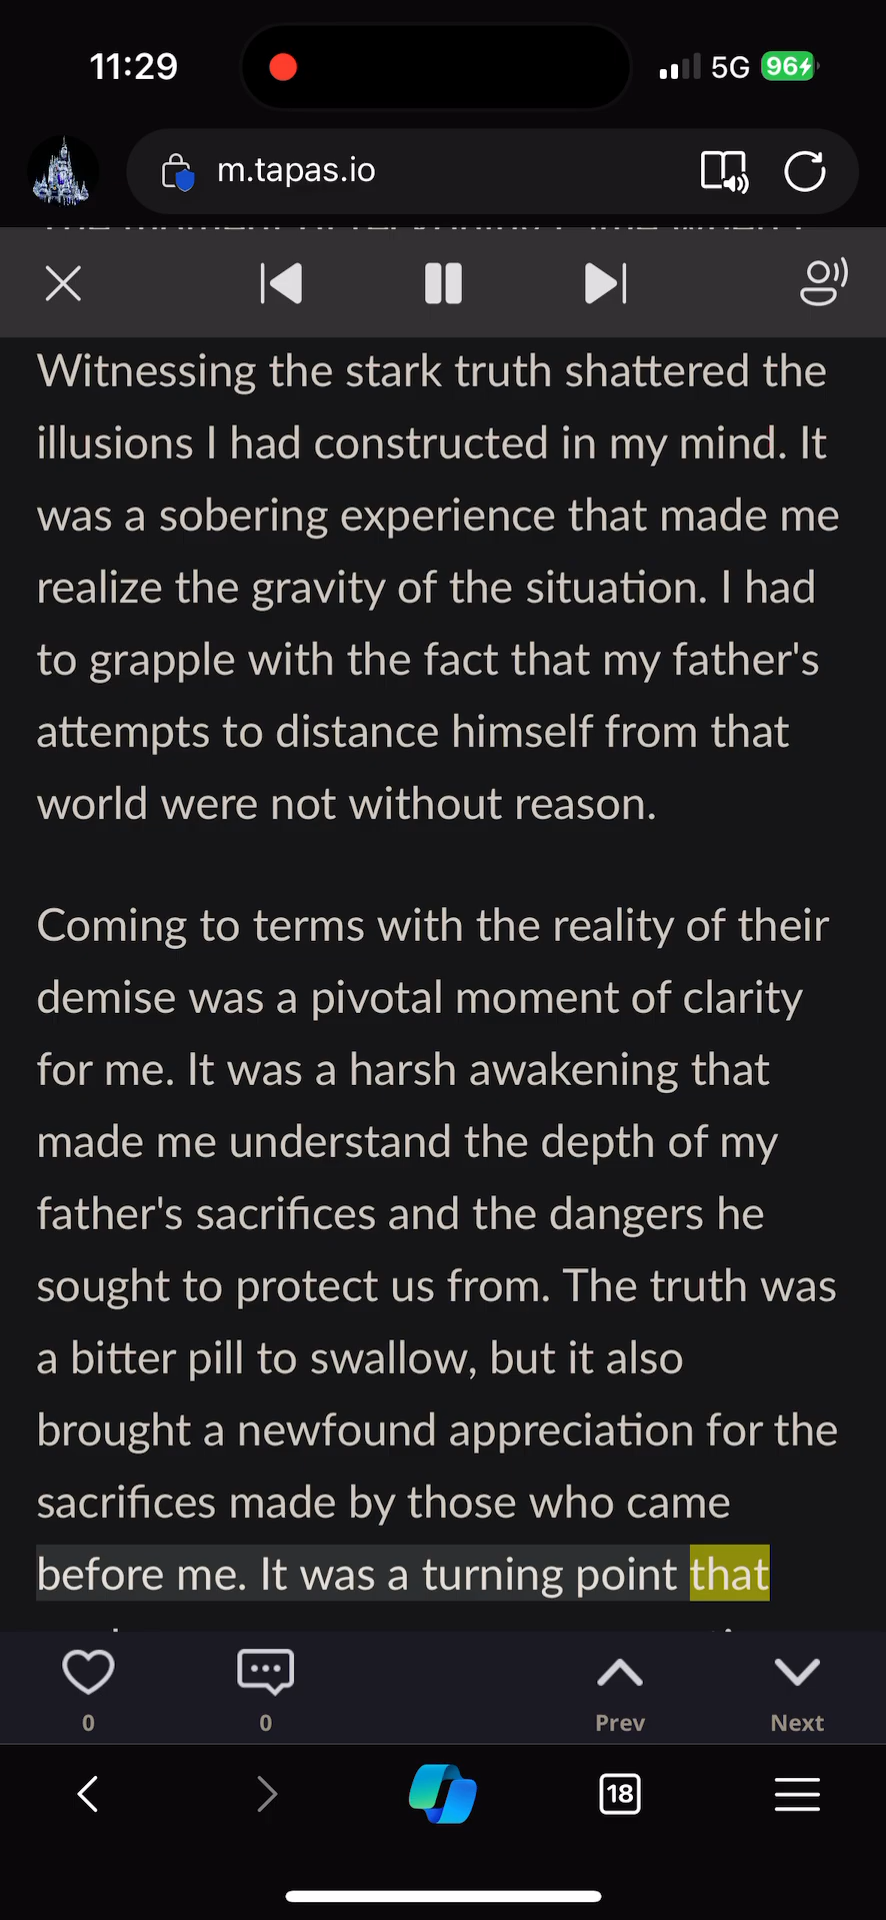 11:29
5G
96
m.tapas.io
Witnessing the stark truth shattered the
illusions I had constructed in my mind. It
was a sobering experience that made me
realize the gravity of the situation. I had
to grapple with the fact that my father's
attempts to distance himself from that
world were not without reason.
Coming to terms with the reality of their
demise was a pivotal moment of clarity
for me. It was a harsh awakening that
made me understand the depth of my
father's sacrifices and the dangers he
sought to protect us from. The truth was
a bitter pill to swallow, but it also
brought a newfound appreciation for the
sacrifices made by those who came
before me. It was a turning point that
0
0
Prev
Next
18